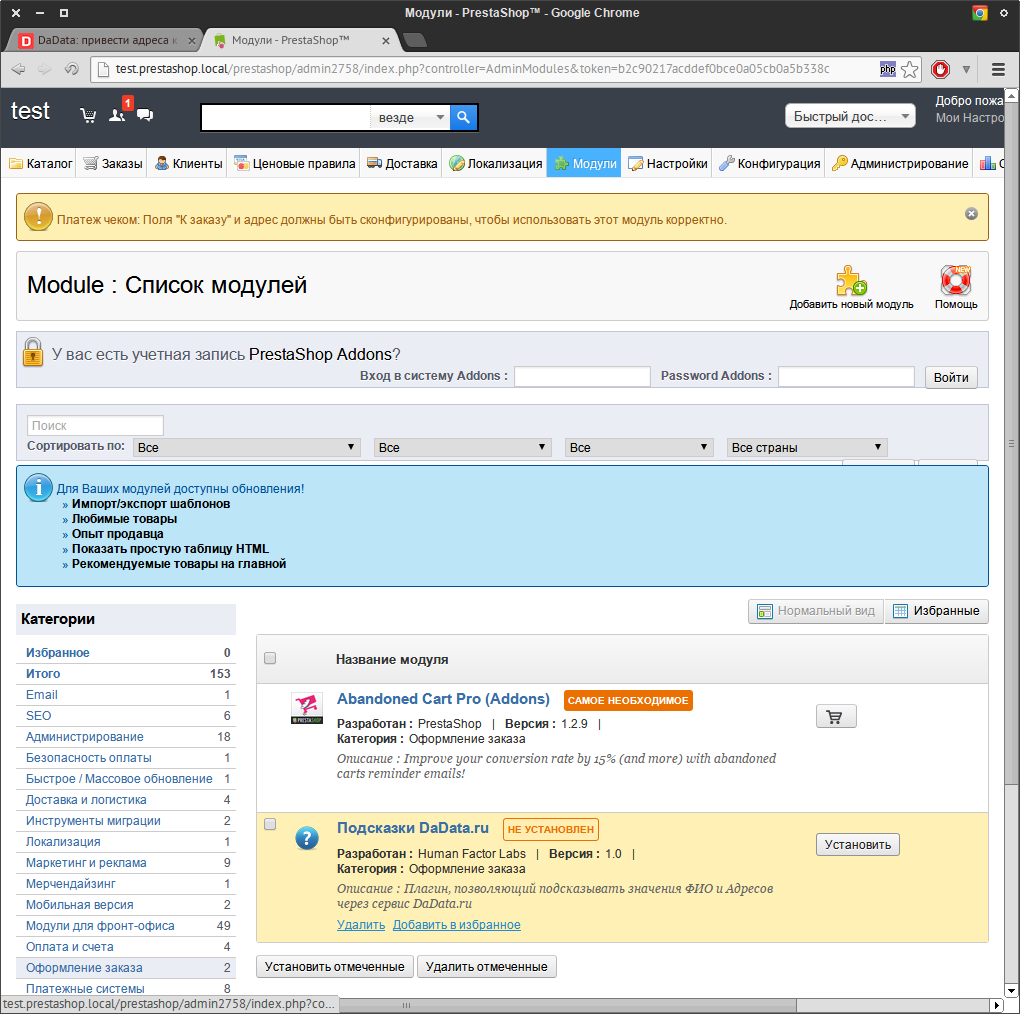 Модули - PrestaShop™ - Google Chrome
DaData: привести адреса к
Модули - PrestaShop™
test.prestashop.local/prestashop/admin2758/index.php?controller=AdminModules&token=b2c90217acddef0bce0a05cb0a5b338c
php
test
1
везде
Быстрый дос...
Добро пожа
Мои Настро
Каталог
Заказы
Клиенты
Ценовые правила
Доставка
Локализация
Модули
Настройки
Конфигурация
Администрирование
Платеж чеком: Поля "К заказу" и адрес должны быть сконфигурированы, чтобы использовать этот модуль корректно.
Module : Список модулей
Добавить новый модуль
NEW
Помощь
У вас есть учетная запись PrestaShop Addons?
Вход в систему Addons :
Password Addons :
Войти
Поиск
Сортировать по: Все Все Все Все страны
Для Ваших модулей доступны обновления!
» Импорт/экспорт шаблонов
» Любимые товары
» Опыт продавца
» Показать простую таблицу HTML
» Рекомендуемые товары на главной
Нормальный вид
Избранные
Категории
Избранное 0
Итого 153
Email 1
SEO 6
Администрирование 18
Безопасность оплаты 1
Быстрое / Массовое обновление 1
Доставка и логистика 4
Инструменты миграции 2
Локализация 1
Маркетинг и реклама 9
Мерчендайзинг 1
Мобильная версия 2
Модули для фронт-офиса 49
Оплата и счета 4
Оформление заказа 2
Платежные системы 8
Название модуля
PRESTASHOP
Abandoned Cart Pro (Addons) САМОЕ НЕОБХОДИМОЕ
Разработан : PrestaShop | Версия : 1.2.9 |
Категория : Оформление заказа
Описание : Improve your conversion rate by 15% (and more) with abandoned
carts reminder emails!
Подсказки DaData.ru НЕ УСТАНОВЛЕН
Разработан : Human Factor Labs | Версия : 1.0 |
Категория : Оформление заказа
Описание : Плагин, позволяющий подсказывать значения ФИО и Адресов
через сервис DaData.ru
Удалить Добавить в избранное
Установить
Установить отмеченные
Удалить отмеченные
test.prestashop.local/prestashop/admin2758/index.php?co...